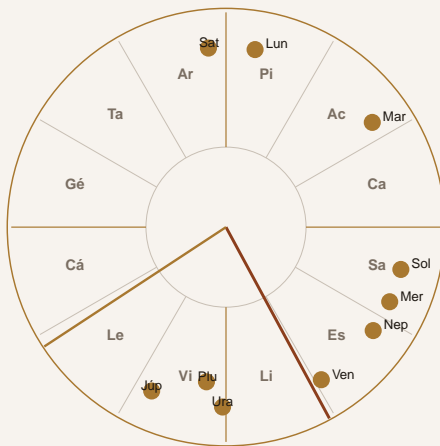 Sat
Lun
Ar
Pi
Ta
Ac
Mar
Gé
Ca
Cá
Sa
Sol
Mer
Le
Es
Nep
Vi
Li
Júp
Plu
Ven
Ura